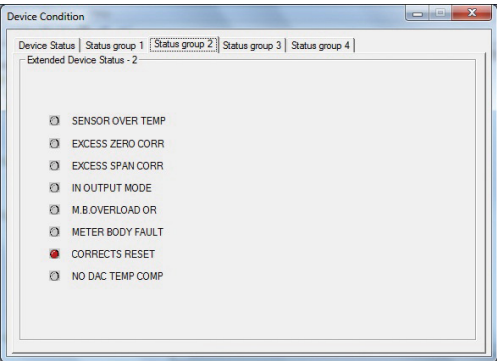 Device Condition
Device Status Status group 1 Status group 2 Status group 3 Status group 4
Extended Device Status - 2
SENSOR OVER TEMP
EXCESS ZERO CORR
EXCESS SPAN CORR
IN OUTPUT MODE
M.B.OVERLOAD OR
METER BODY FAULT
CORRECTS RESET
NO DAC TEMP COMP